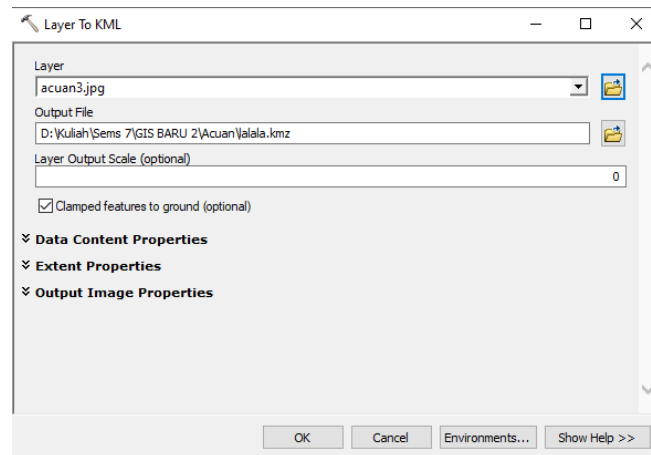 Layer To KML
Layer
acuan3.jpg
Output File
D:\Kuliah\Sems 7\GIS BARU 2\Acuan\lalala.kmz
Layer Output Scale (optional)
0
Clamped features to ground (optional)
Data Content Properties
Extent Properties
Output Image Properties
OK Cancel Environments... Show Help >>